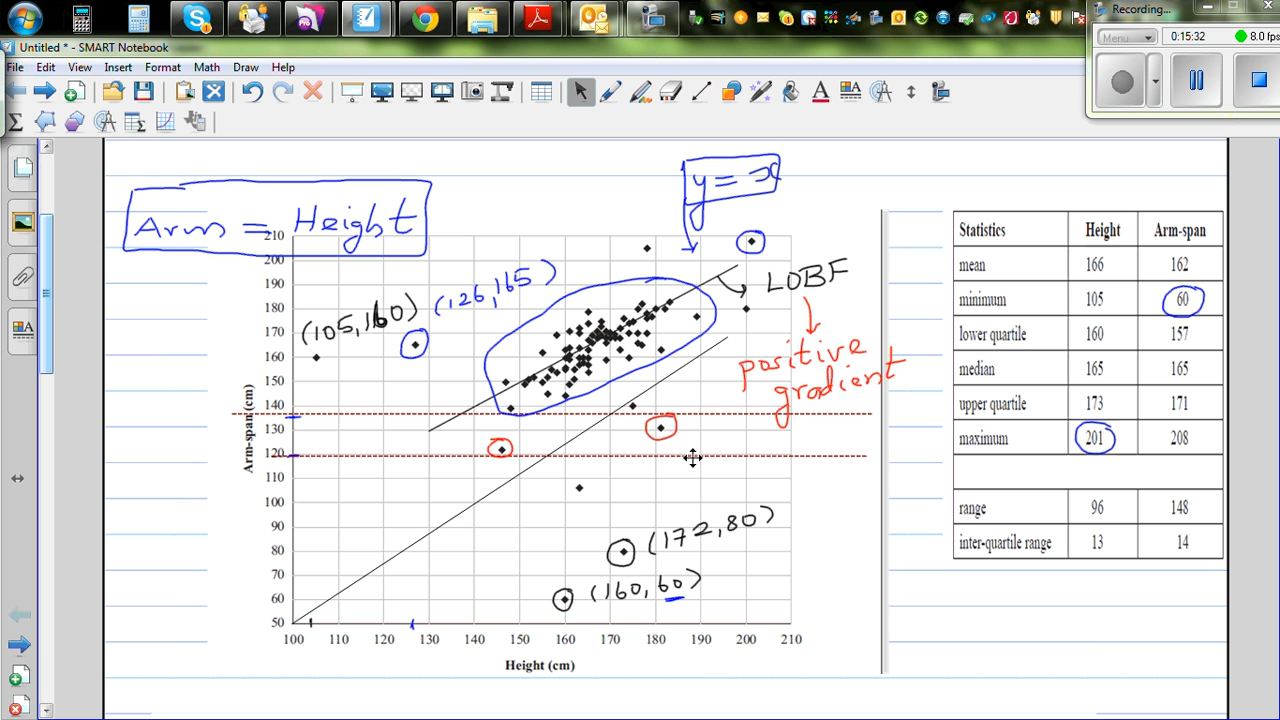 Recording...
Menu
0:15:32
8.0 fps
Untitled * - SMART Notebook
File Edit View Insert Format Math Draw Help
y = x
Arm = Height
210
200
190
180
170
160
150
140
130
120
110
100
90
80
70
60
50
Arm-span (cm)
100 110 120 130 140 150 160 170 180 190 200 210
Height (cm)
(105,160)
(126,165)
LOBF
positive
gradient
(172,80)
(160,60)
Statistics Height Arm-span
mean 166 162
minimum 105 60
lower quartile 160 157
median 165 165
upper quartile 173 171
maximum 201 208
range 96 148
inter-quartile range 13 14